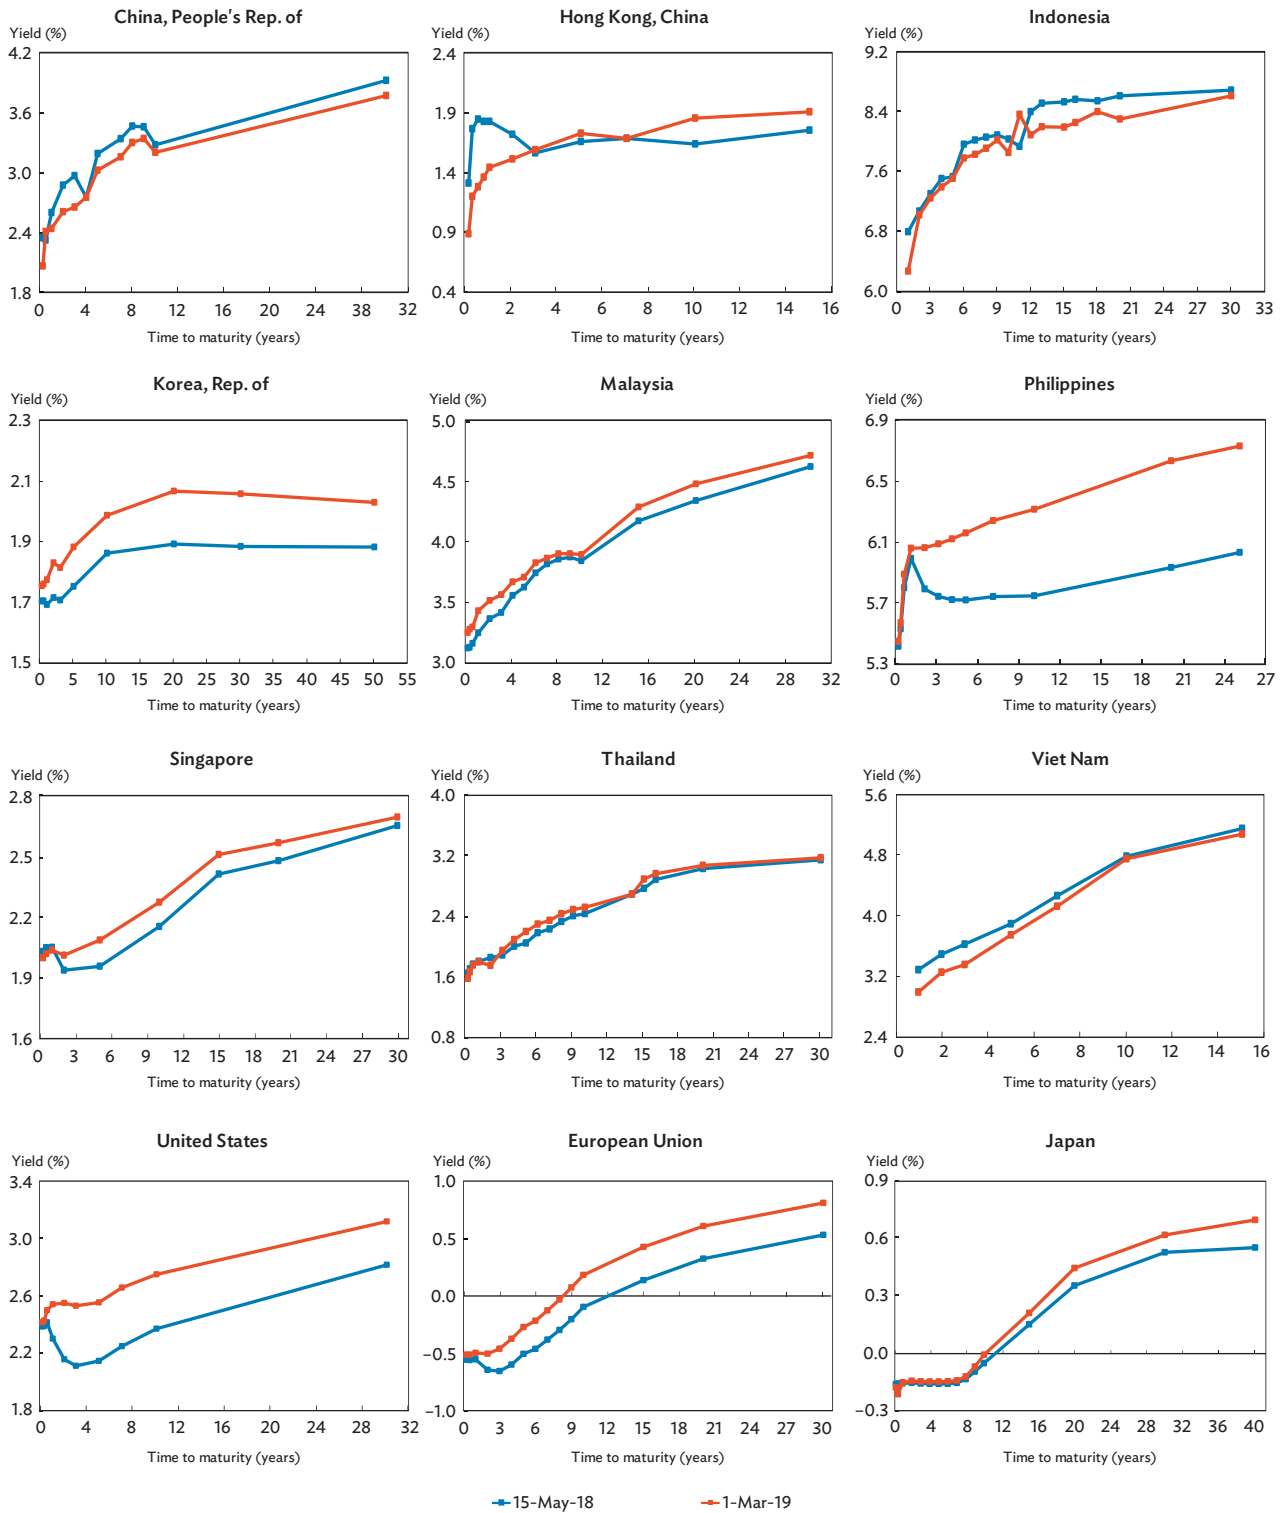 China, People's Rep. of
Yield (%)
4.2
3.6
3.0
2.4
1.8
0 4 8 12 16 20 24 38 32
Time to maturity (years)
Hong Kong, China
Yield (%)
2.4
1.9
1.4
0.9
0.4
0 2 4 6 8 10 12 14 16
Time to maturity (years)
Indonesia
Yield (%)
9.2
8.4
7.6
6.8
6.0
0 3 6 9 12 15 18 21 24 27 30 33
Time to maturity (years)
Korea, Rep. of
Yield (%)
2.3
2.1
1.9
1.7
1.5
0 5 10 15 20 25 30 35 40 45 50 55
Time to maturity (years)
Malaysia
Yield (%)
5.0
4.5
4.0
3.5
3.0
0 4 8 12 16 20 24 28 32
Time to maturity (years)
Philippines
Yield (%)
6.9
6.5
6.1
5.7
5.3
0 3 6 9 12 15 18 21 24 27
Time to maturity (years)
Singapore
Yield (%)
2.8
2.5
2.2
1.9
1.6
0 3 6 9 12 15 18 21 24 27 30
Time to maturity (years)
Thailand
Yield (%)
4.0
3.2
2.4
1.6
0.8
0 3 6 9 12 15 18 21 24 27 30
Time to maturity (years)
Viet Nam
Yield (%)
5.6
4.8
4.0
3.2
2.4
0 2 4 6 8 10 12 14 16
Time to maturity (years)
United States
Yield (%)
3.4
3.0
2.6
2.2
1.8
0 4 8 12 16 20 24 28 32
Time to maturity (years)
European Union
Yield (%)
1.0
0.5
0.0
−0.5
−1.0
0 3 6 9 12 15 18 21 24 27 30
Time to maturity (years)
Japan
Yield (%)
0.9
0.6
0.3
0.0
−0.3
0 4 8 12 16 20 24 28 32 36 40
Time to maturity (years)
15-May-18
1-Mar-19